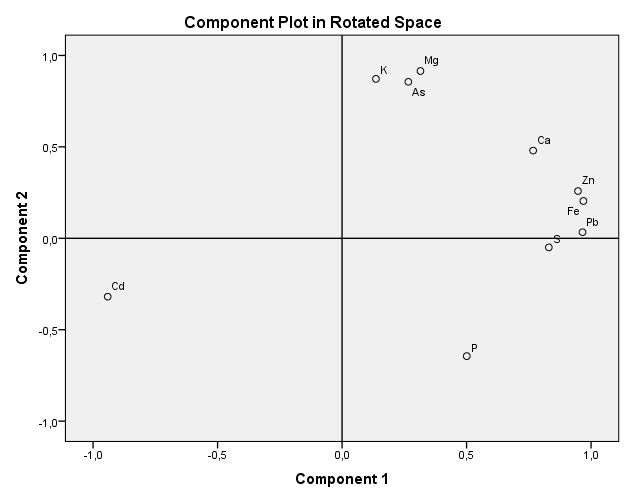 Component Plot in Rotated Space
Component 2
1,0
0,5
0,0
-0,5
-1,0
K
Mg
As
Ca
Zn
Fe
Pb
S
Cd
P
-1,0
-0,5
0,0
0,5
1,0
Component 1